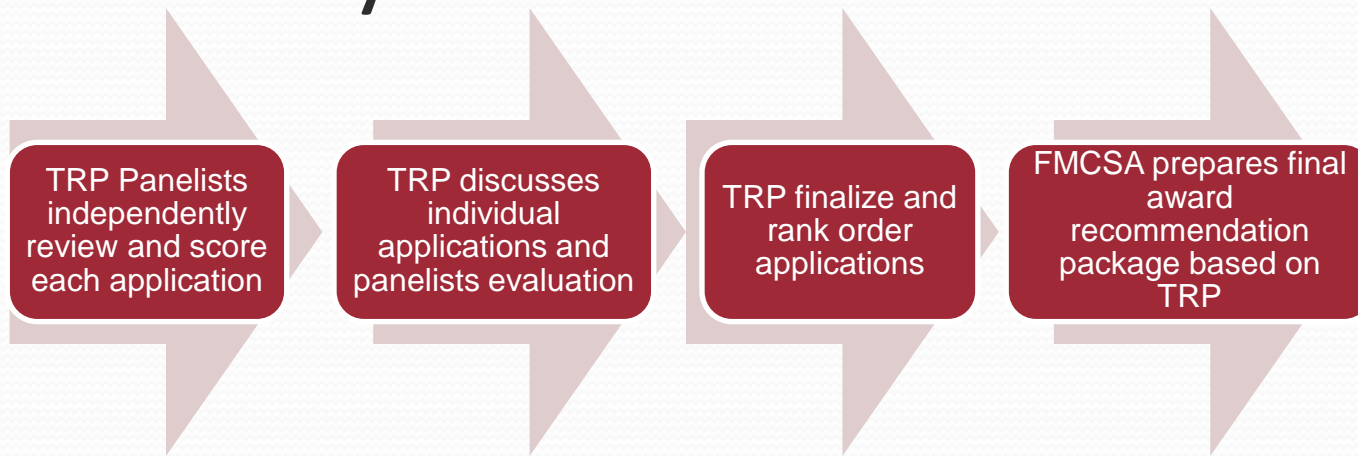 TRP Panelists
independently
review and score
each application
TRP discusses
individual
applications and
panelists evaluation
TRP finalize and
rank order
applications
FMCSA prepares final
award
recommendation
package based on
TRP